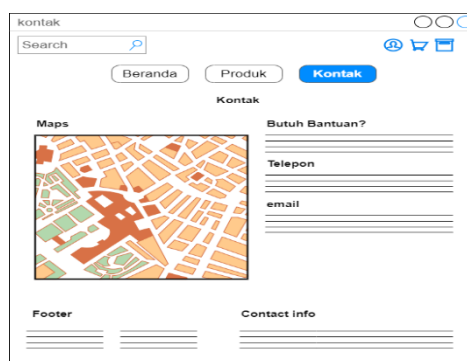 kontak
Search
Beranda Produk Kontak
Kontak
Maps
Butuh Bantuan?
Telepon
email
Footer
Contact info